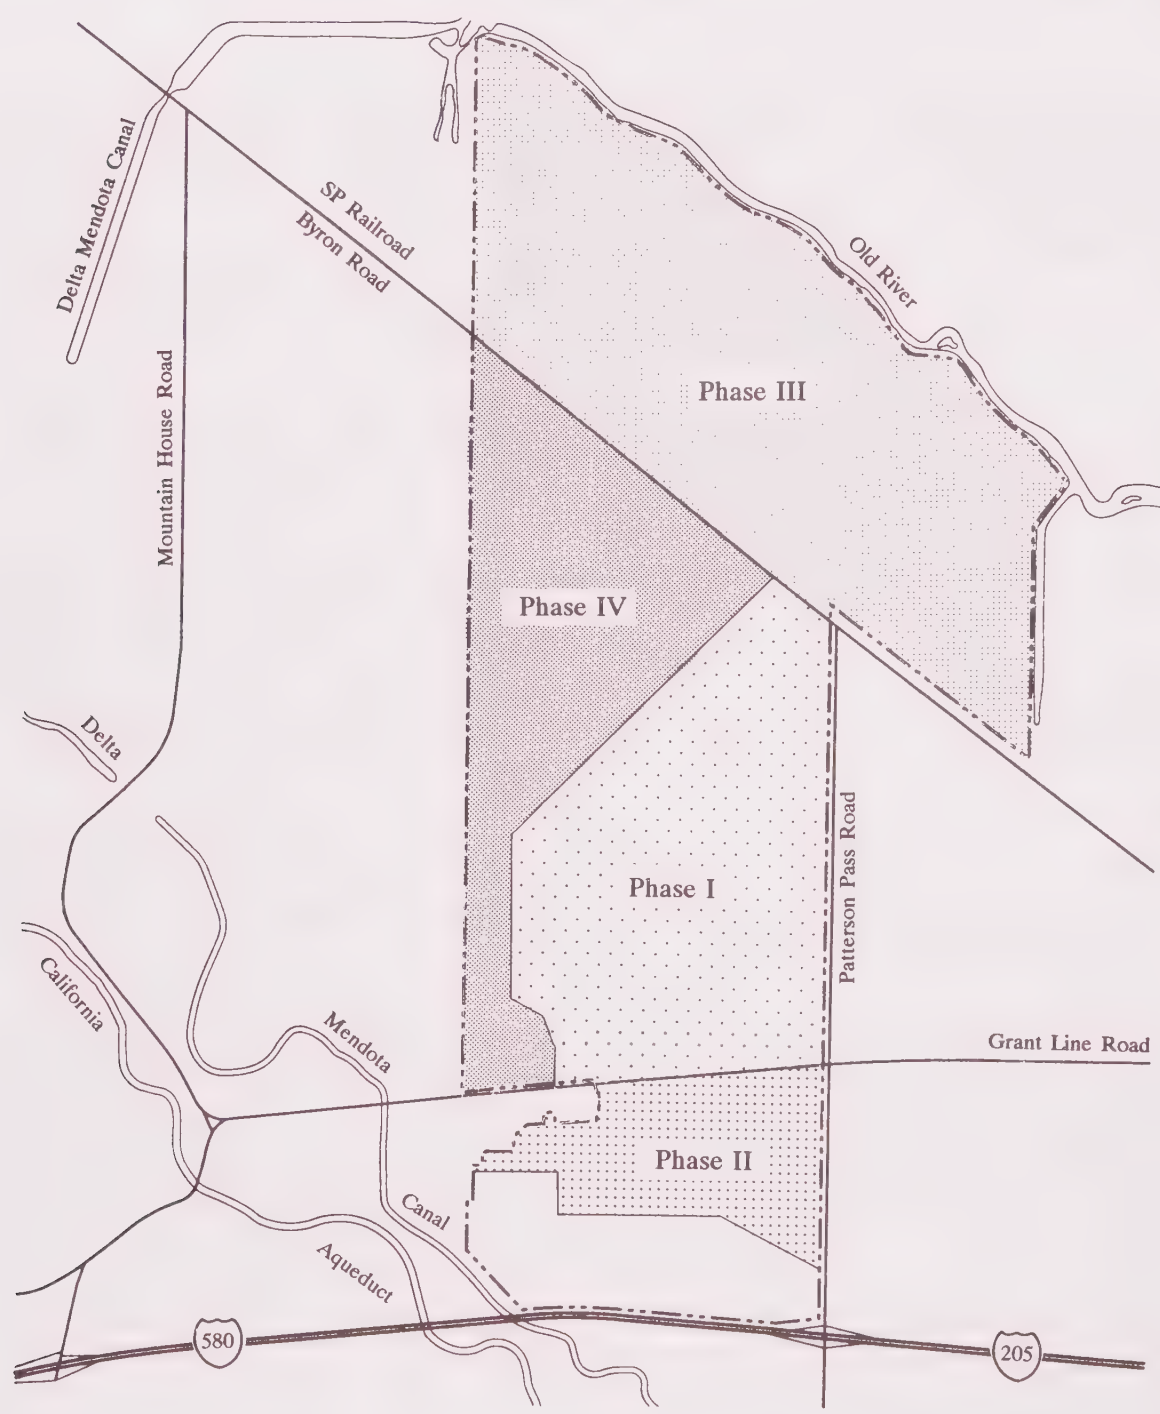 Delta Mendota Canal
SP Railroad
Byron Road
Old River
Mountain House Road
Phase III
Phase IV
Delta
Phase I
Patterson Pass Road
California
Mendota
Grant Line Road
Phase II
Canal
Aqueduct
580
205